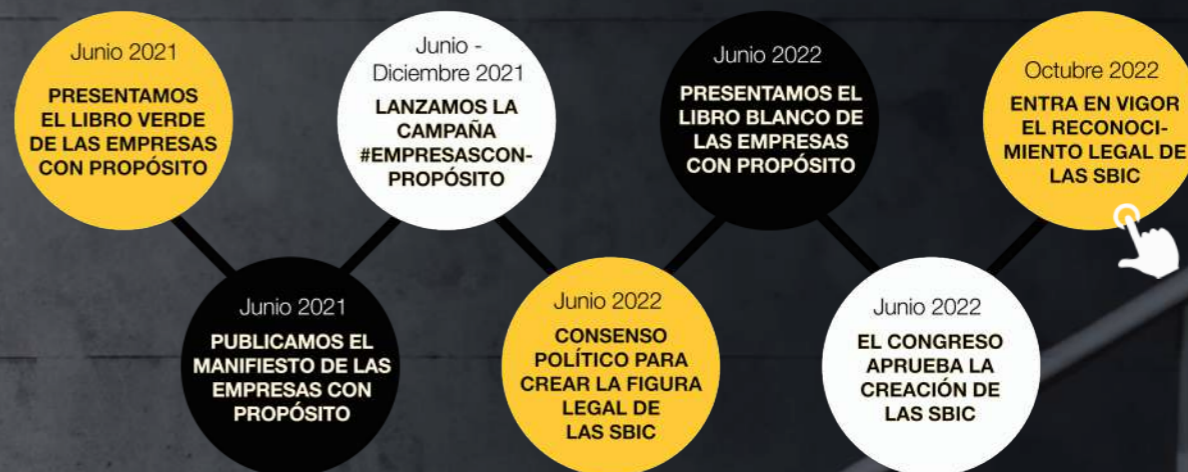 Junio 2021
PRESENTAMOS
EL LIBRO VERDE
DE LAS EMPRESAS
CON PROPÓSITO
Junio 2021
PUBLICAMOS EL
MANIFIESTO DE LAS
EMPRESAS CON
PROPÓSITO
Junio -
Diciembre 2021
LANZAMOS LA
CAMPAÑA
#EMPRESASCON-
PROPÓSITO
Junio 2022
CONSENSO
POLÍTICO PARA
CREAR LA FIGURA
LEGAL DE
LAS SBIC
Junio 2022
PRESENTAMOS EL
LIBRO BLANCO DE
LAS EMPRESAS
CON PROPÓSITO
Junio 2022
EL CONGRESO
APRUEBA LA
CREACIÓN DE
LAS SBIC
Octubre 2022
ENTRA EN VIGOR
EL RECONOCI-
MIENTO LEGAL DE
LAS SBIC